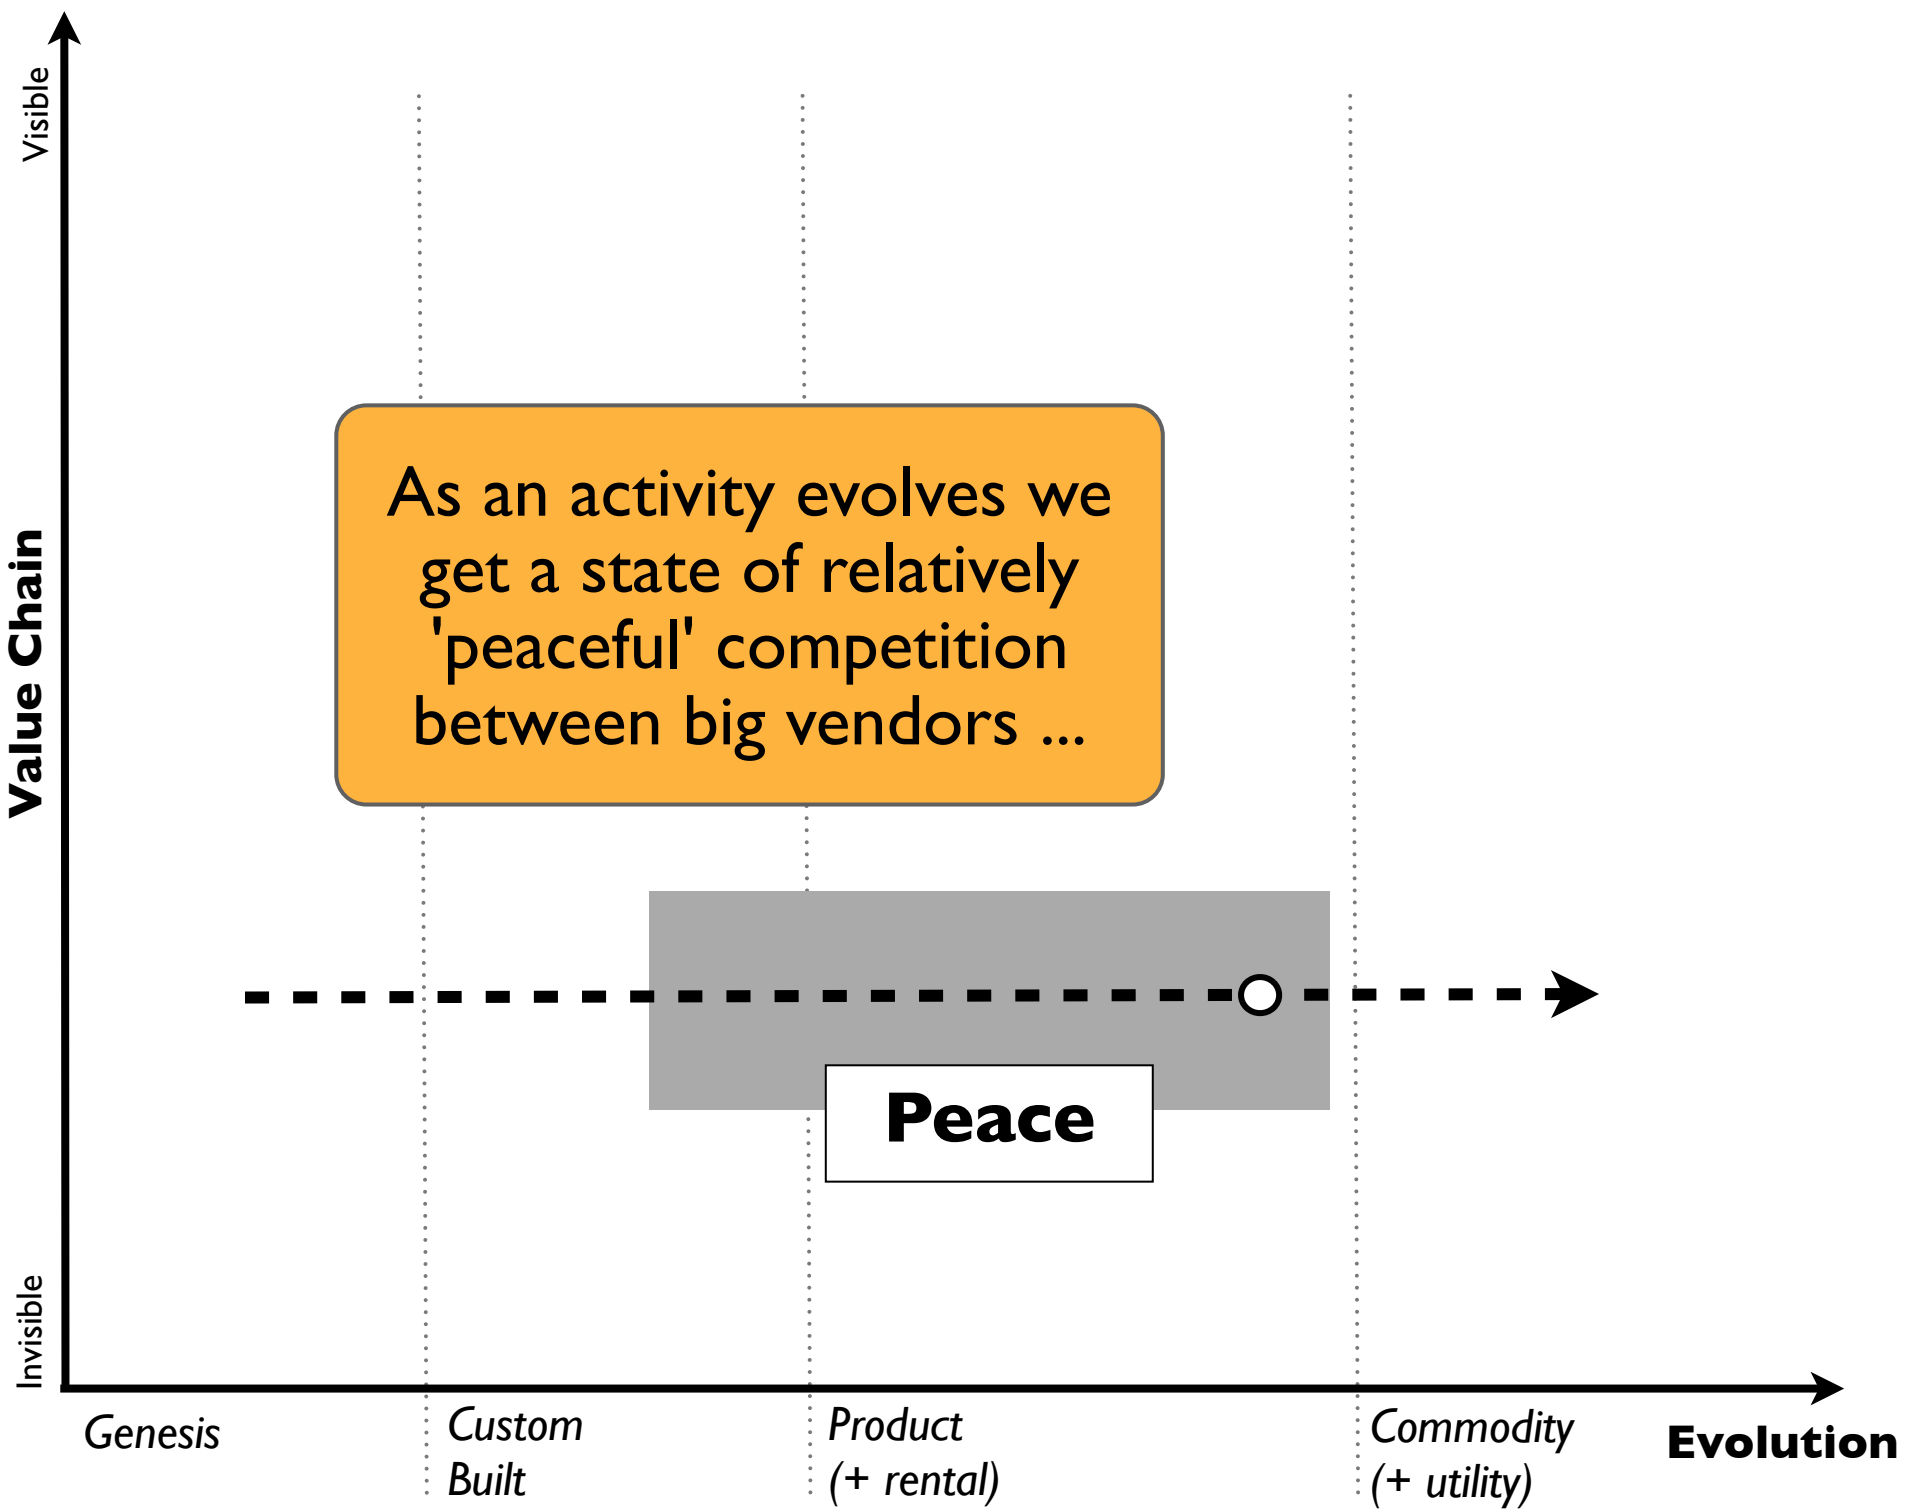 Visible
Value Chain
Invisible
As an activity evolves we
get a state of relatively
'peaceful' competition
between big vendors ...
Peace
Genesis
Custom
Built
Product
(+ rental)
Commodity
(+ utility)
Evolution